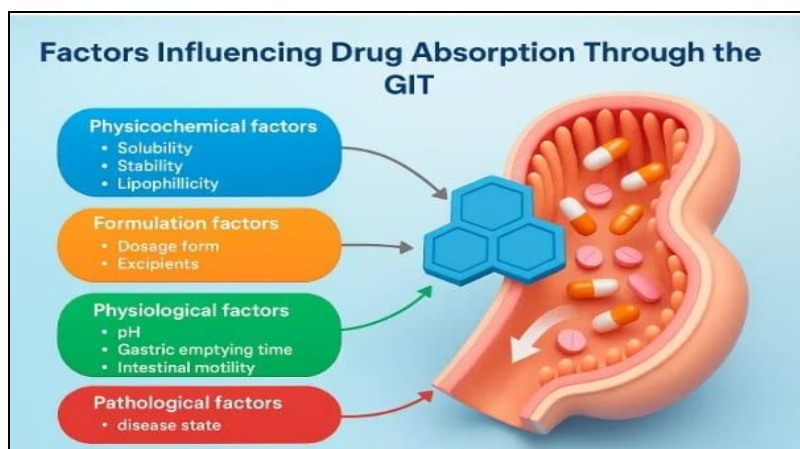 Factors Influencing Drug Absorption Through the
GIT
Physicochemical factors
• Solubility
• Stability
• Lipophillicity
Formulation factors
• Dosage form
• Excipients
Physiological factors
• pH
• Gastric emptying time
• Intestinal motility
Pathological factors
• disease state